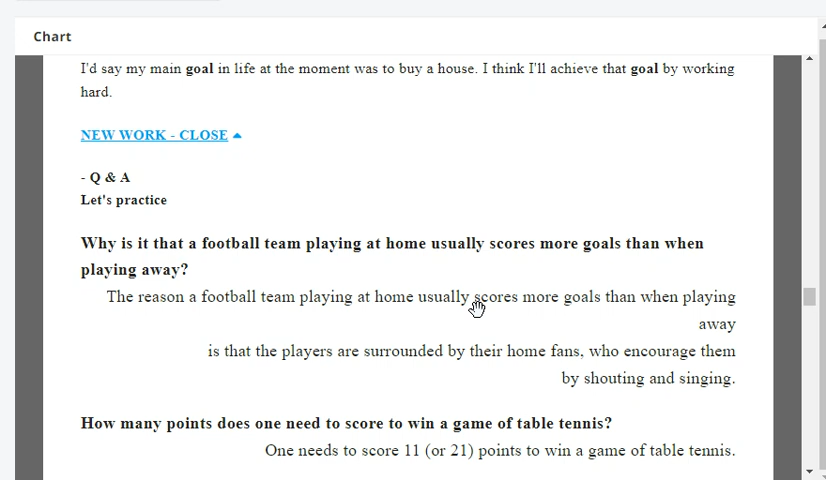 Chart
I'd say my main goal in life at the moment was to buy a house. I think I'll achieve that goal by working
hard.
NEW WORK - CLOSE
- Q & A
Let's practice
Why is it that a football team playing at home usually scores more goals than when
playing away?
The reason a football team playing at home usually scores more goals than when playing
away
is that the players are surrounded by their home fans, who encourage them
by shouting and singing.
How many points does one need to score to win a game of table tennis?
One needs to score 11 (or 21) points to win a game of table tennis.